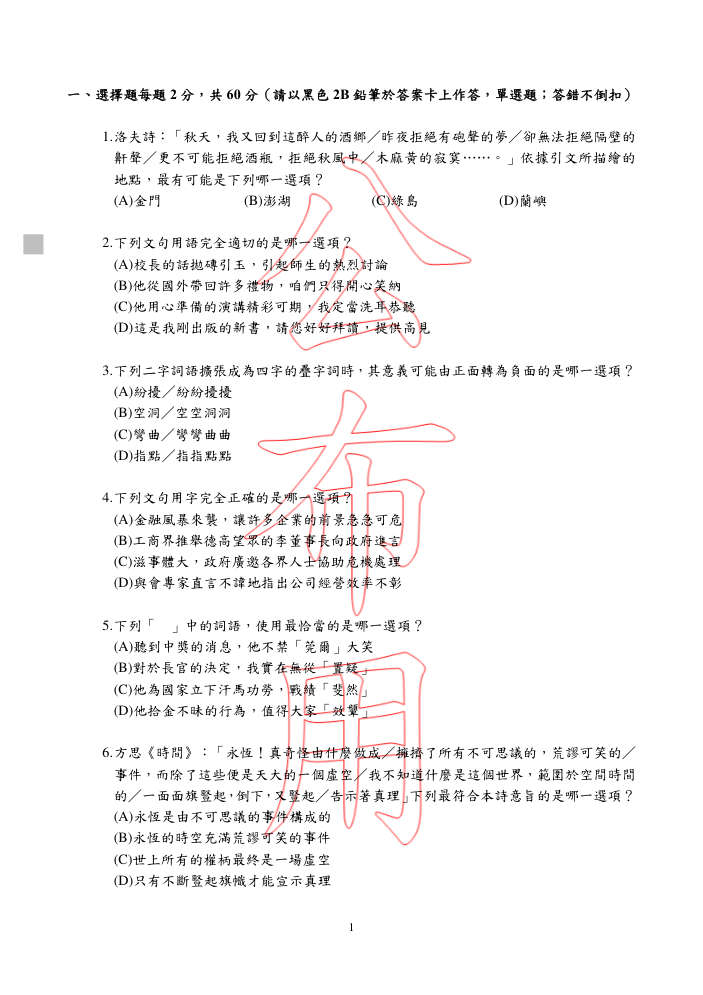 一、選擇題每題 2 分，共 60 分（請以黑色 2B 鉛筆於答案卡上作答，單選題；答錯不倒扣）
1.洛夫詩：「秋天，我又回到這醉人的酒鄉／昨夜拒絕有砲聲的夢／卻無法拒絕隔壁的
鼾聲／更不可能拒絕酒瓶，拒絕秋風中／木麻黃的寂寞……。」依據引文所描繪的
地點，最有可能是下列哪一選項？
(A)金門 (B)澎湖 (C)綠島 (D)蘭嶼
2.下列文句用語完全適切的是哪一選項？
(A)校長的話拋磚引玉，引起師生的熱烈討論
(B)他從國外帶回許多禮物，咱們只得開心笑納
(C)他用心準備的演講精彩可期，我定當洗耳恭聽
(D)這是我剛出版的新書，請您好好拜讀，提供高見
3.下列二字詞語擴張成為四字的疊字詞時，其意義可能由正面轉為負面的是哪一選項？
(A)紛擾／紛紛擾擾
(B)空洞／空空洞洞
(C)彎曲／彎彎曲曲
(D)指點／指指點點
4.下列文句用字完全正確的是哪一選項？
(A)金融風暴來襲，讓許多企業的前景急急可危
(B)工商界推舉德高望眾的李董事長向政府進言
(C)滋事體大，政府廣邀各界人士協助危機處理
(D)與會專家直言不諱地指出公司經營效率不彰
5.下列「　」中的詞語，使用最恰當的是哪一選項？
(A)聽到中獎的消息，他不禁「莞爾」大笑
(B)對於長官的決定，我實在無從「置疑」
(C)他為國家立下汗馬功勞，戰績「斐然」
(D)他拾金不昧的行為，值得大家「效顰」
6.方思《時間》：「永恆！真奇怪由什麼做成／擁擠了所有不可思議的，荒謬可笑的／
事件，而除了這些便是天大的一個虛空／我不知道什麼是這個世界，範圍於空間時間
的／一面面旗豎起，倒下，又豎起／告示著真理」下列最符合本詩意旨的是哪一選項？
(A)永恆是由不可思議的事件構成的
(B)永恆的時空充滿荒謬可笑的事件
(C)世上所有的權柄最終是一場虛空
(D)只有不斷豎起旗幟才能宣示真理
公布用
1